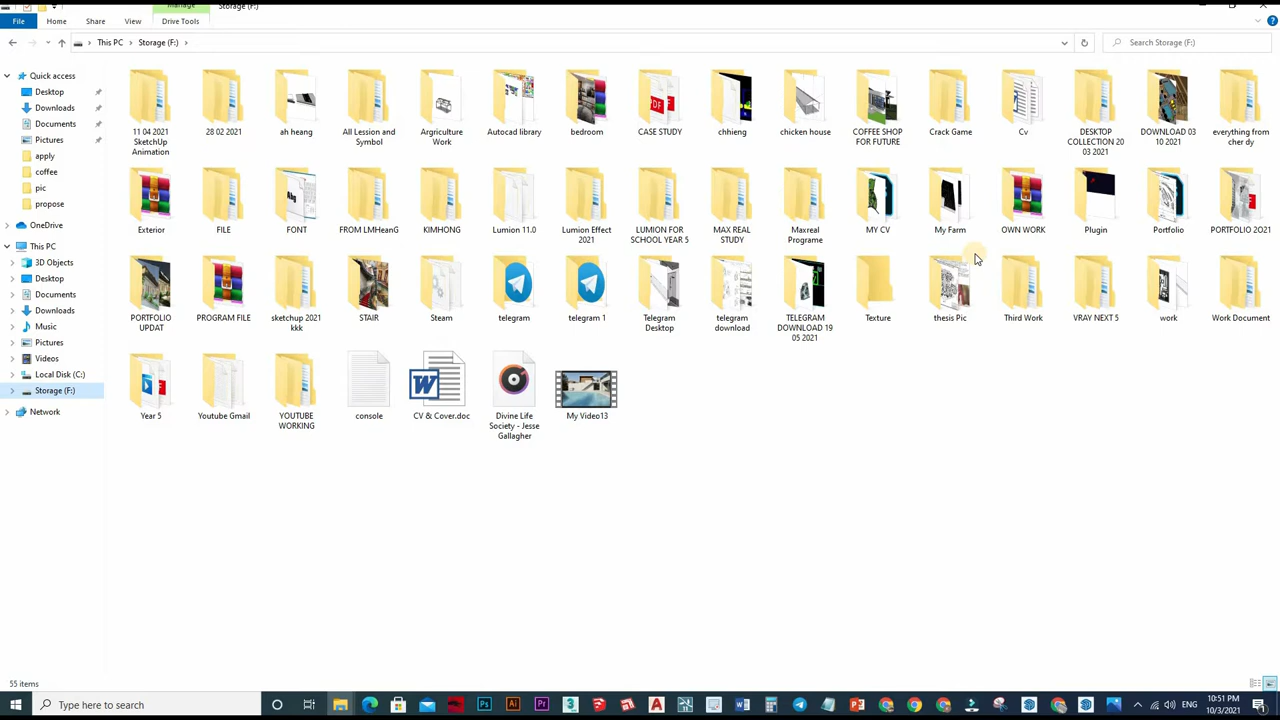 Manage
Storage (F:)
File
Home
Share
View
Drive Tools
This PC
Storage (F:)
Search Storage (F:)
Quick access
Desktop
Downloads
Documents
Pictures
apply
coffee
pic
propose
OneDrive
This PC
3D Objects
Desktop
Documents
Downloads
Music
Pictures
Videos
Local Disk (C:)
Storage (F:)
Network
11 04 2021
SketchUp
Animation
28 02 2021
ah heang
All Lession and
Symbol
Argriculture
Work
Autocad library
bedroom
CASE STUDY
chhieng
chicken house
COFFEE SHOP
FOR FUTURE
Crack Game
Cv
DESKTOP
COLLECTION 20
03 2021
DOWNLOAD 03
10 2021
everything from
cher dy
Exterior
FILE
FONT
FROM LMHeanG
KIMHONG
Lumion 11.0
Lumion Effect
2021
LUMION FOR
SCHOOL YEAR 5
MAX REAL
STUDY
Maxreal
Programe
MY CV
My Farm
OWN WORK
Plugin
Portfolio
PORTFOLIO 2O21
PORTFOLIO
UPDAT
PROGRAM FILE
sketchup 2021
kkk
STAIR
Steam
telegram
telegram 1
Telegram
Desktop
telegram
download
TELEGRAM
DOWNLOAD 19
05 2021
Texture
thesis Pic
Third Work
VRAY NEXT 5
work
Work Document
Year 5
Youtube Gmail
YOUTUBE
WORKING
console
CV & Cover.doc
Divine Life
Society - Jesse
Gallagher
My Video13
55 items
Type here to search
ENG
10:51 PM
10/3/2021